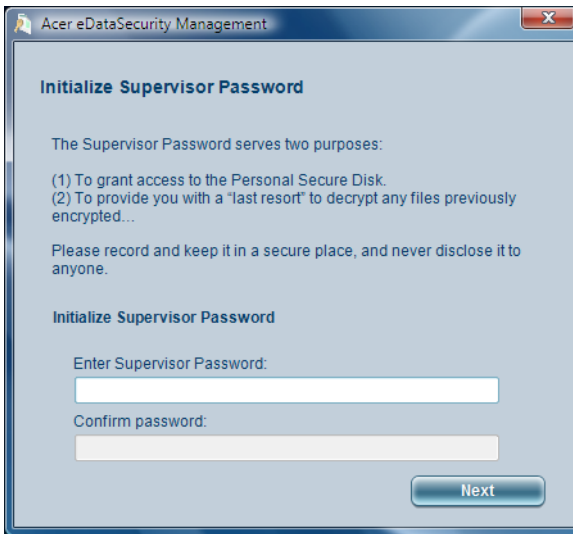 Acer eDataSecurity Management
Initialize Supervisor Password
The Supervisor Password serves two purposes:
(1) To grant access to the Personal Secure Disk.
(2) To provide you with a “last resort” to decrypt any files previously
encrypted...
Please record and keep it in a secure place, and never disclose it to
anyone.
Initialize Supervisor Password
Enter Supervisor Password:
Confirm password:
Next